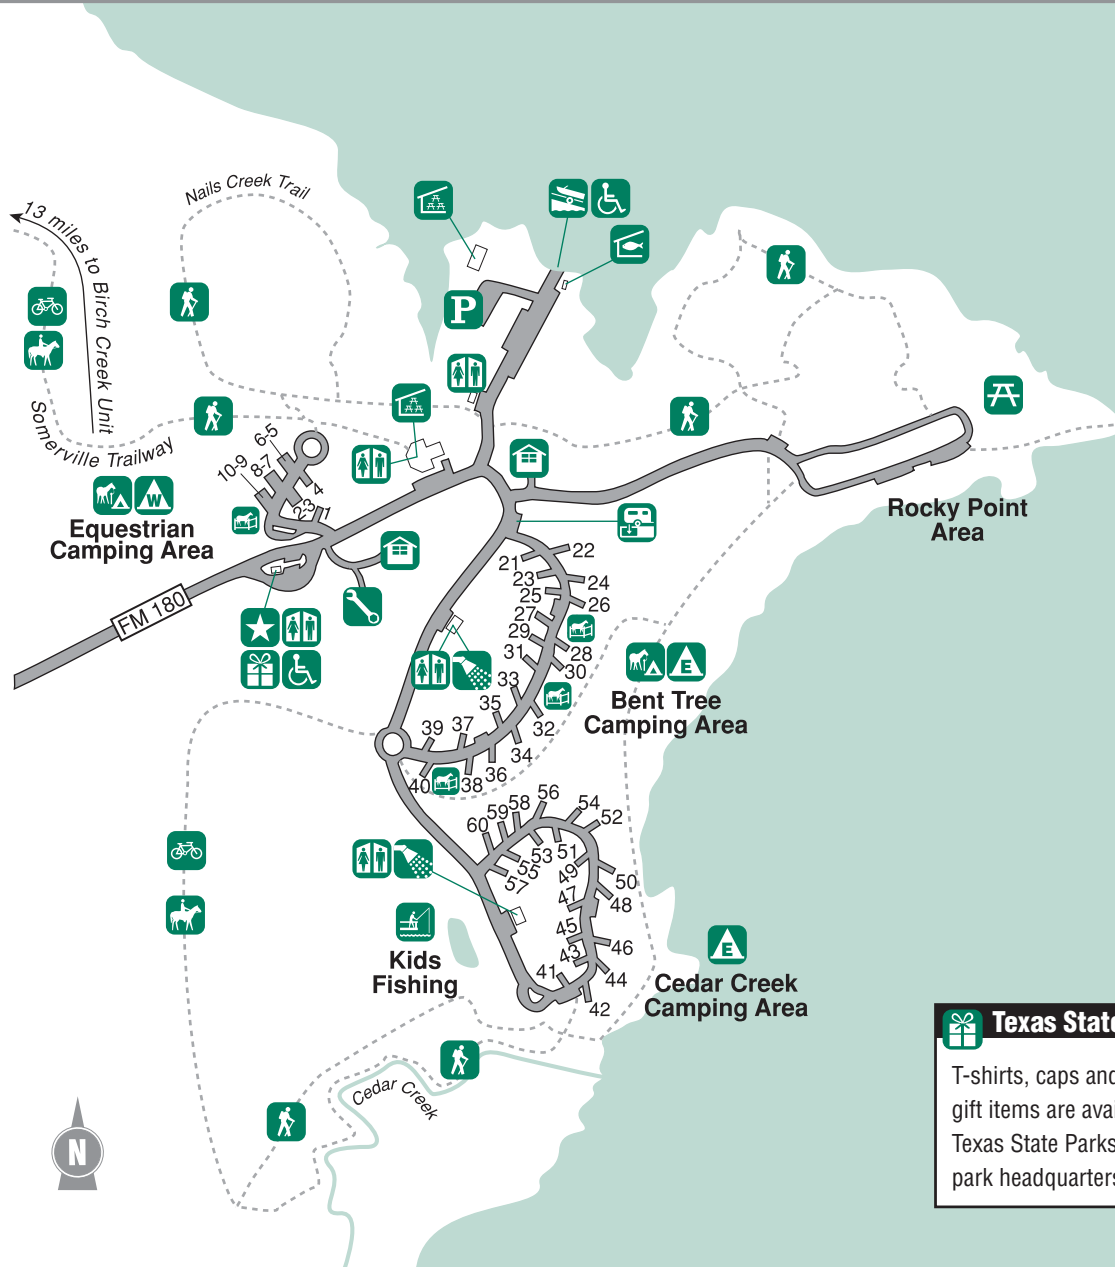 Nails Creek Trail
13 miles to Birch Creek Unit
P
Somerville Trailway
6-5
8-7
10-9
4
2-3
1
W
Equestrian
Camping Area
Rocky Point
Area
FM 180
21
22
23
24
25
26
27
28
29
30
31
32
33
34
35
36
37
38
39
40
E
Bent Tree
Camping Area
56
58
59
60
54
52
53
51
55
57
49
50
47
48
45
46
43
44
41
42
Kids
Fishing
E
Cedar Creek
Camping Area
Cedar Creek
N
Texas State
T-shirts, caps and
gift items are avai
Texas State Parks
park headquarters